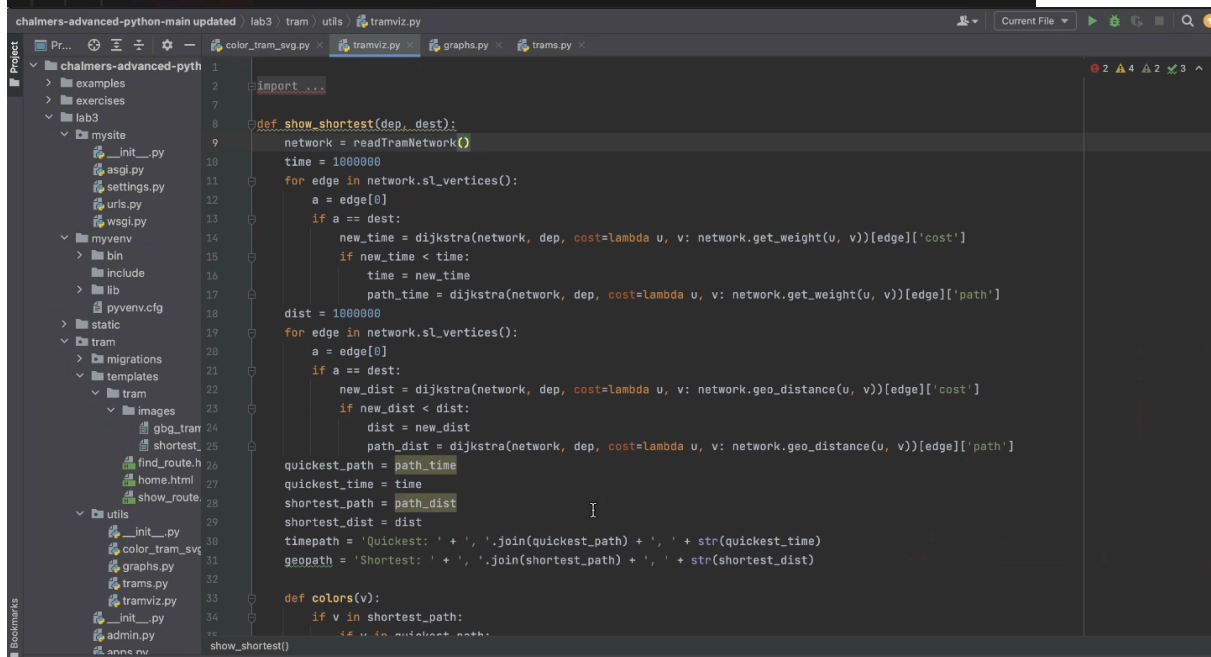 chalmers-advanced-python-main updated 〉 lab3 〉 tram 〉 utils 〉 tramviz.py
Current File
Project
Pr...
color_tram_svg.py × tramviz.py × graphs.py × trams.py ×
chalmers-advanced-pyth
examples
exercises
lab3
mysite
__init__.py
asgi.py
settings.py
urls.py
wsgi.py
myvenv
bin
include
lib
pyvenv.cfg
static
tram
migrations
templates
tram
images
gbg_tram
shortest_
find_route.h
home.html
show_route.
utils
__init__.py
color_tram_svg
graphs.py
trams.py
tramviz.py
__init__.py
admin.py
apps.py
Bookmarks
2 4 2 3
1
2 import ...
7
8 def show_shortest(dep, dest):
9 network = readTramNetwork()
10 time = 1000000
11 for edge in network.sl_vertices():
12 a = edge[0]
13 if a == dest:
14 new_time = dijkstra(network, dep, cost=lambda u, v: network.get_weight(u, v))[edge]['cost']
15 if new_time < time:
16 time = new_time
17 path_time = dijkstra(network, dep, cost=lambda u, v: network.get_weight(u, v))[edge]['path']
18 dist = 1000000
19 for edge in network.sl_vertices():
20 a = edge[0]
21 if a == dest:
22 new_dist = dijkstra(network, dep, cost=lambda u, v: network.geo_distance(u, v))[edge]['cost']
23 if new_dist < dist:
24 dist = new_dist
25 path_dist = dijkstra(network, dep, cost=lambda u, v: network.geo_distance(u, v))[edge]['path']
26 quickest_path = path_time
27 quickest_time = time
28 shortest_path = path_dist
29 shortest_dist = dist
30 timepath = 'Quickest: ' + ', '.join(quickest_path) + ', ' + str(quickest_time)
31 geopath = 'Shortest: ' + ', '.join(shortest_path) + ', ' + str(shortest_dist)
32
33 def colors(v):
34 if v in shortest_path:
35 if v in quickest_path:
show_shortest()